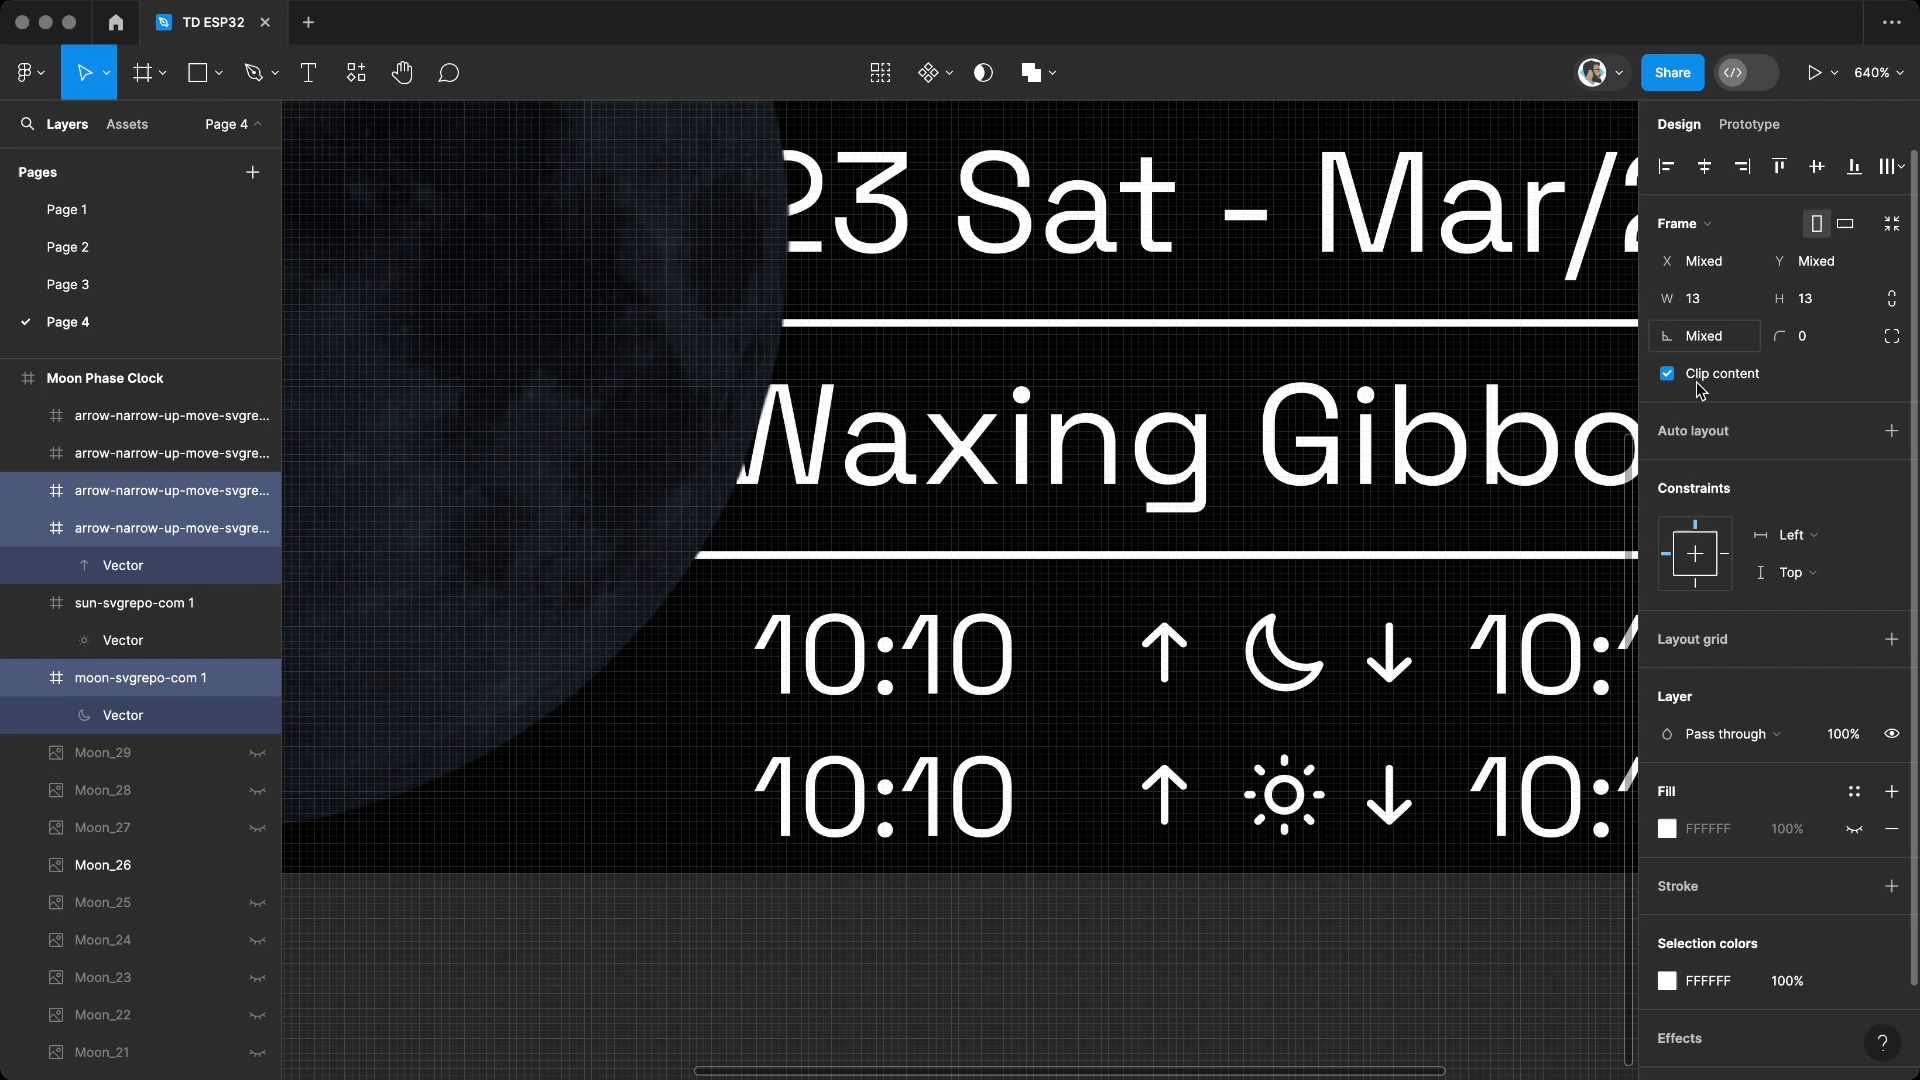 TD ESP32
Share
640%
Layers
Assets
Page 4
Design
Prototype
Pages
Page 1
Page 2
Page 3
Page 4
Moon Phase Clock
arrow-narrow-up-move-svgre...
arrow-narrow-up-move-svgre...
arrow-narrow-up-move-svgre...
arrow-narrow-up-move-svgre...
Vector
sun-svgrepo-com 1
Vector
moon-svgrepo-com 1
Vector
Moon_29
Moon_28
Moon_27
Moon_26
Moon_25
Moon_24
Moon_23
Moon_22
Moon_21
23 Sat - Mar/2
Waxing Gibbo
10:10 ↑ ↓ 10:1
10:10 ↑ ↓ 10:1
Frame
X Mixed Y Mixed
W 13 H 13
Mixed 0
Clip content
Auto layout
Constraints
Left
Top
Layout grid
Layer
Pass through 100%
Fill
FFFFFF 100%
Stroke
Selection colors
FFFFFF 100%
Effects
?